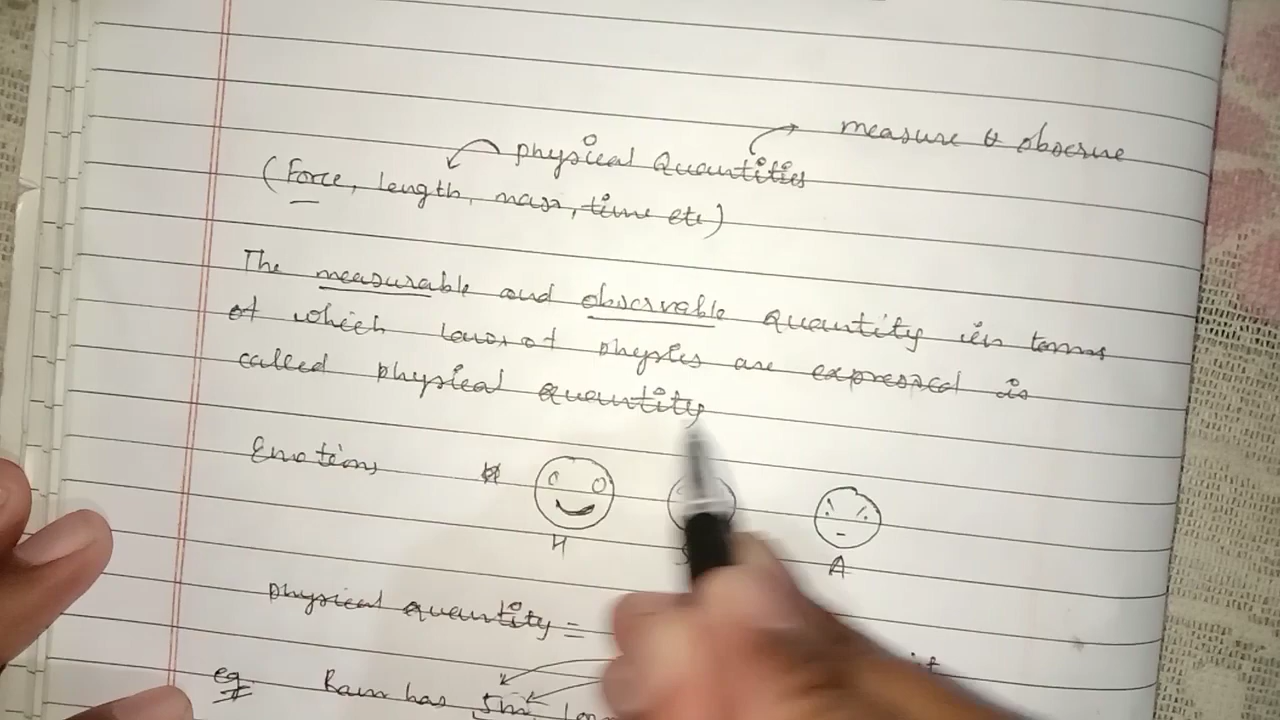 physical Quantities → measure & observe
(Force, length, mass, time etc)
The measurable and observable quantity in terms
of which laws of physics are expressed is
called physical quantity
Emotions
H S A
physical quantity =
eg. Ram has 5m long